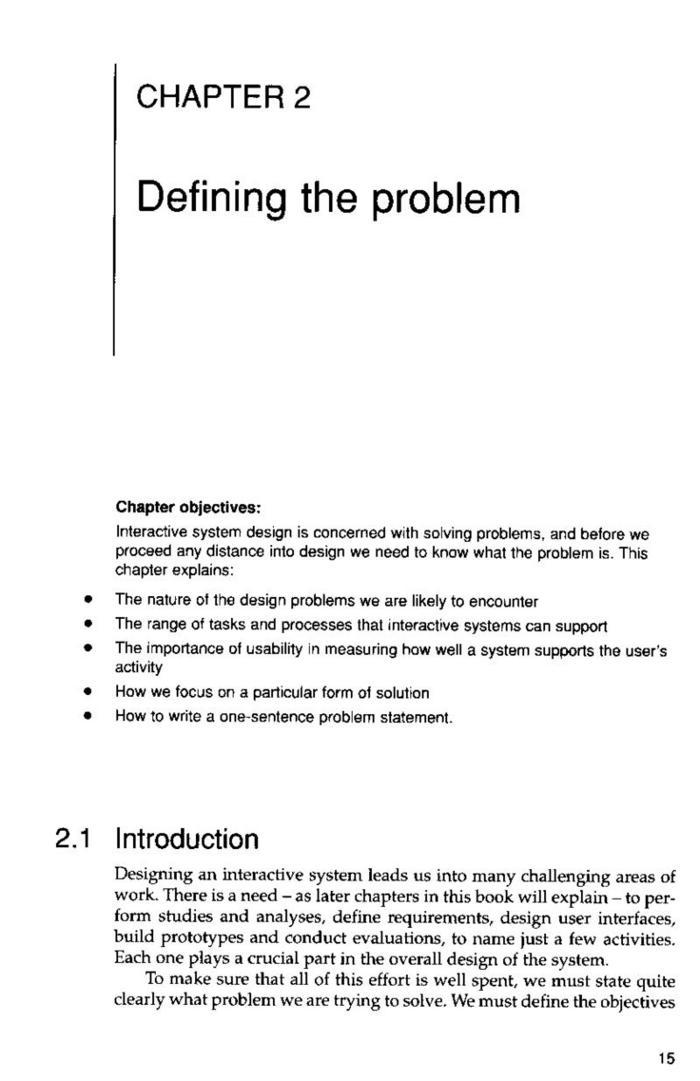 CHAPTER 2
Defining the problem
Chapter objectives:
Interactive system design is concerned with solving problems, and before we
proceed any distance into design we need to know what the problem is. This
chapter explains:
• The nature of the design problems we are likely to encounter
• The range of tasks and processes that interactive systems can support
• The importance of usability in measuring how well a system supports the user's
activity
• How we focus on a particular form of solution
• How to write a one-sentence problem statement.
2.1 Introduction
Designing an interactive system leads us into many challenging areas of
work. There is a need – as later chapters in this book will explain – to per-
form studies and analyses, define requirements, design user interfaces,
build prototypes and conduct evaluations, to name just a few activities.
Each one plays a crucial part in the overall design of the system.
To make sure that all of this effort is well spent, we must state quite
clearly what problem we are trying to solve. We must define the objectives
15